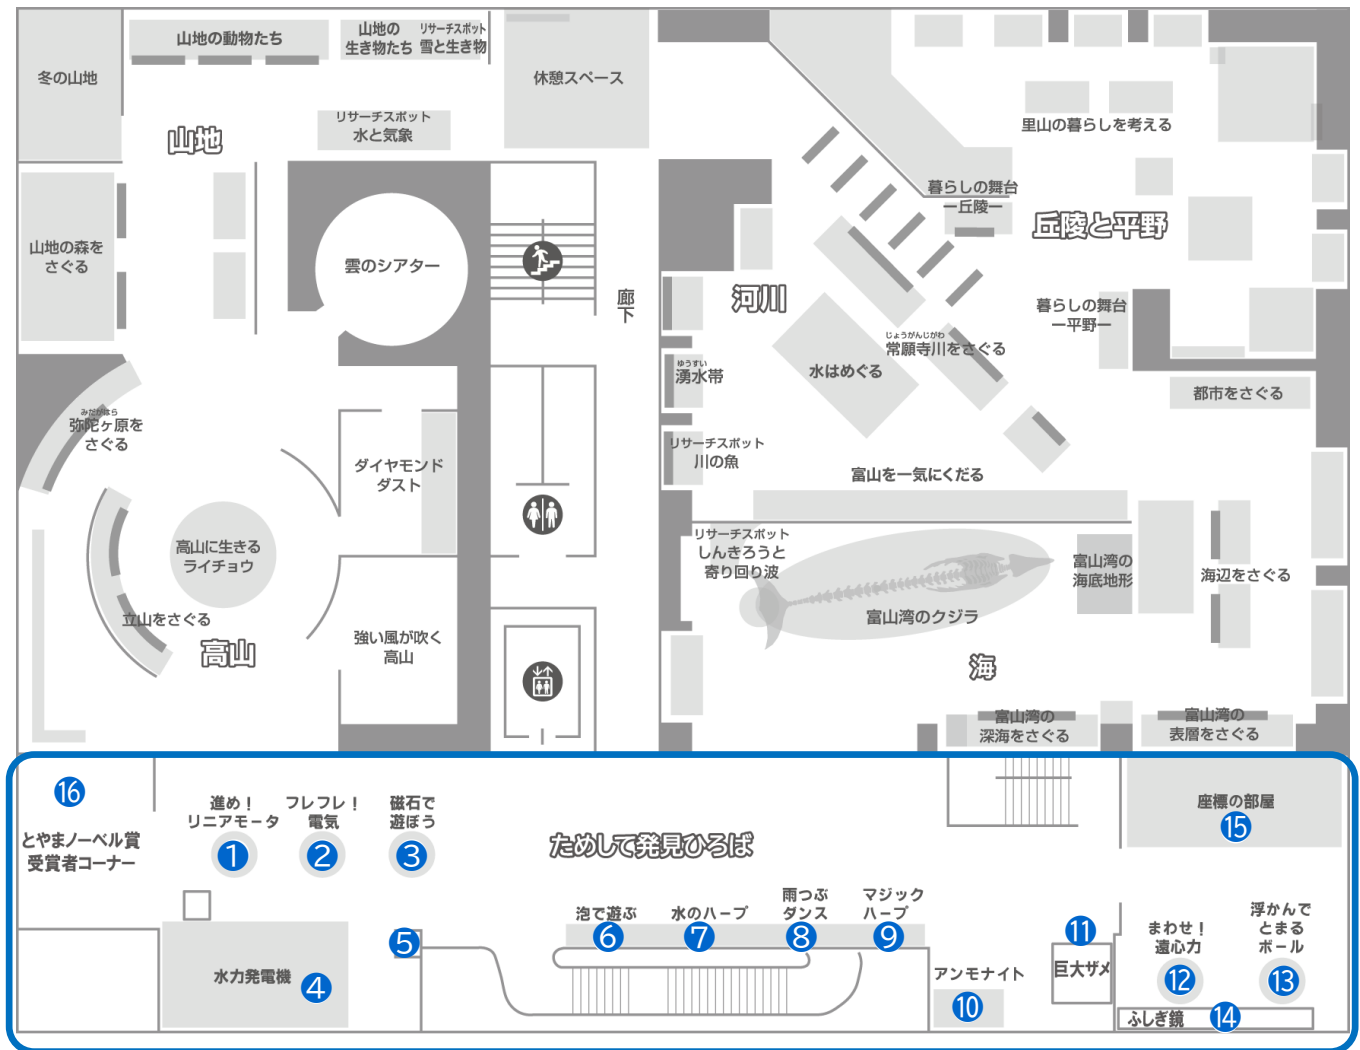 山地の動物たち
山地の
生き物たち
リサーチスポット
雪と生き物
休憩スペース
冬の山地
リサーチスポット
水と気象
山地
里山の暮らしを考える
暮らしの舞台
ー丘陵ー
丘陵と平野
山地の森を
さぐる
雲のシアター
廊下
河川
暮らしの舞台
ー平野ー
じょうがんじがわ
常願寺川をさぐる
水はめぐる
ゆうすい
湧水帯
都市をさぐる
みだがはら
弥陀ヶ原を
さぐる
リサーチスポット
川の魚
ダイヤモンド
ダスト
富山を一気にくだる
高山に生きる
ライチョウ
リサーチスポット
しんきろうと
寄り回り波
富山湾の
海底地形
海辺をさぐる
立山をさぐる
富山湾のクジラ
高山
強い風が吹く
高山
海
富山湾の
深海をさぐる
富山湾の
表層をさぐる
16
とやまノーベル賞
受賞者コーナー
進め!
リニアモータ
1
フレフレ!
電気
2
磁石で
遊ぼう
3
ためして発見ひろば
座標の部屋
15
泡で遊ぶ
6
水のハープ
7
雨つぶ
ダンス
8
マジック
ハープ
9
5
水力発電機
4
アンモナイト
10
11
巨大ザメ
まわせ!
遠心力
12
浮かんで
とまる
ボール
13
ふしぎ鏡
14